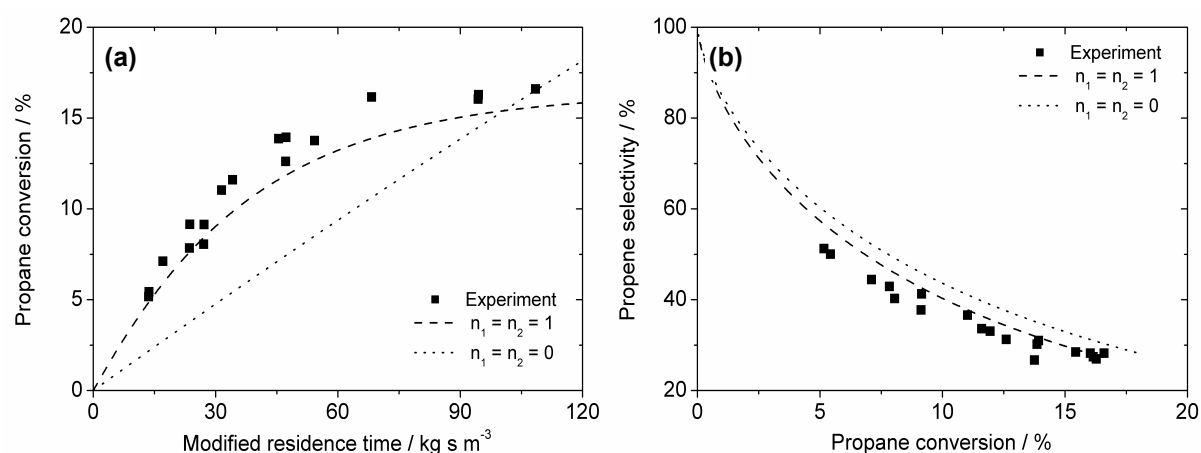 (a)
Propane conversion / %
20
15
10
5
0
0 30 60 90 120
Modified residence time / kg s m⁻³
Experiment
n₁ = n₂ = 1
n₁ = n₂ = 0
(b)
Propene selectivity / %
100
80
60
40
20
0 5 10 15 20
Propane conversion / %
Experiment
n₁ = n₂ = 1
n₁ = n₂ = 0